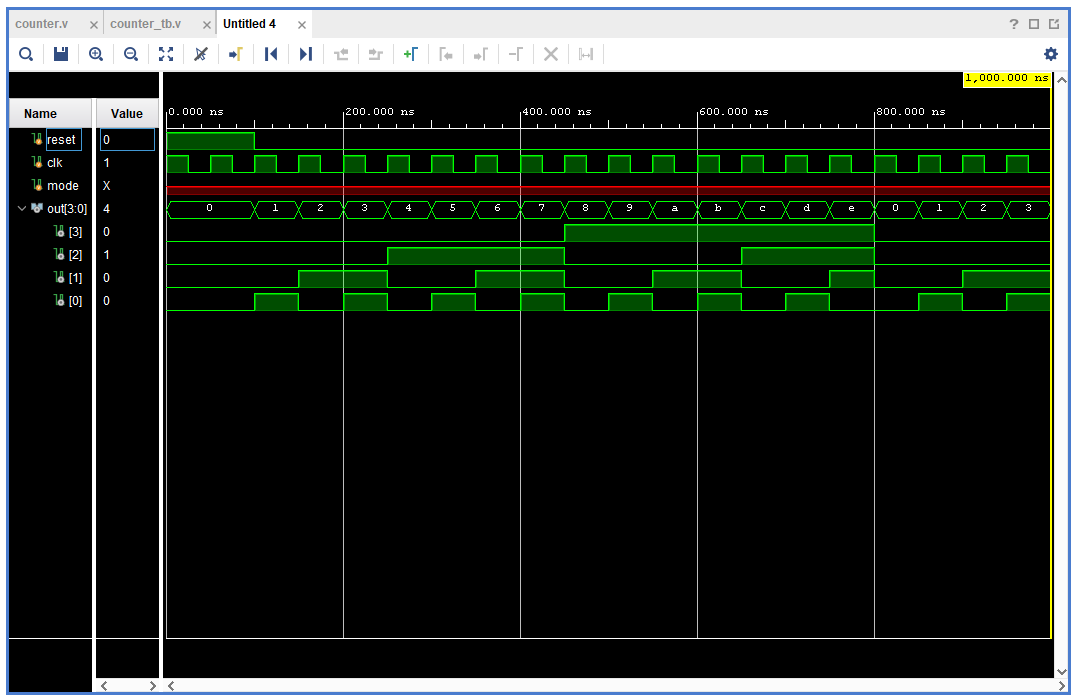 counter.v × counter_tb.v × Untitled 4 × ?
1,000.000 ns
Name Value 0.000 ns 200.000 ns 400.000 ns 600.000 ns 800.000 ns
reset 0
clk 1
mode X
out[3:0] 4 0 1 2 3 4 5 6 7 8 9 a b c d e 0 1 2 3
[3] 0
[2] 1
[1] 0
[0] 0